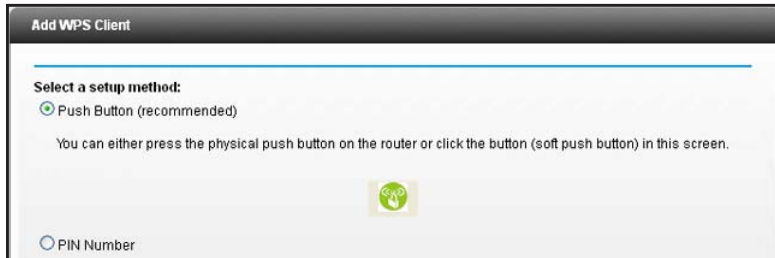 Add WPS Client
Select a setup method:
Push Button (recommended)
You can either press the physical push button on the router or click the button (soft push button) in this screen.
PIN Number